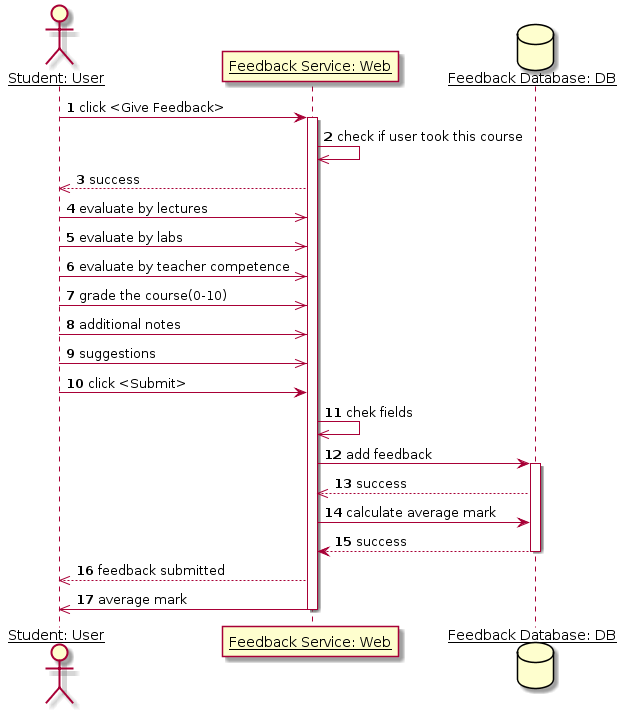 Student: User
Feedback Service: Web
Feedback Database: DB
1 click <Give Feedback>
2 check if user took this course
3 success
4 evaluate by lectures
5 evaluate by labs
6 evaluate by teacher competence
7 grade the course(0-10)
8 additional notes
9 suggestions
10 click <Submit>
11 chek fields
12 add feedback
13 success
14 calculate average mark
15 success
16 feedback submitted
17 average mark
Student: User
Feedback Service: Web
Feedback Database: DB